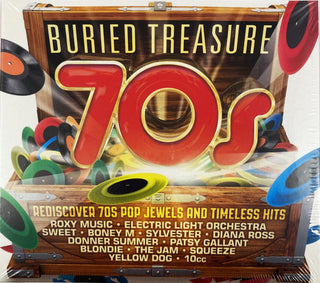 BURIED TREASURE
70s
REDISCOVER 70S POP JEWELS AND TIMELESS HITS
ROXY MUSIC • ELECTRIC LIGHT ORCHESTRA
SWEET • BONEY M • SYLVESTER • DIANA ROSS
DONNER SUMMER • PATSY GALLANT
BLONDIE • THE JAM • SQUEEZE
YELLOW DOG • 10cc